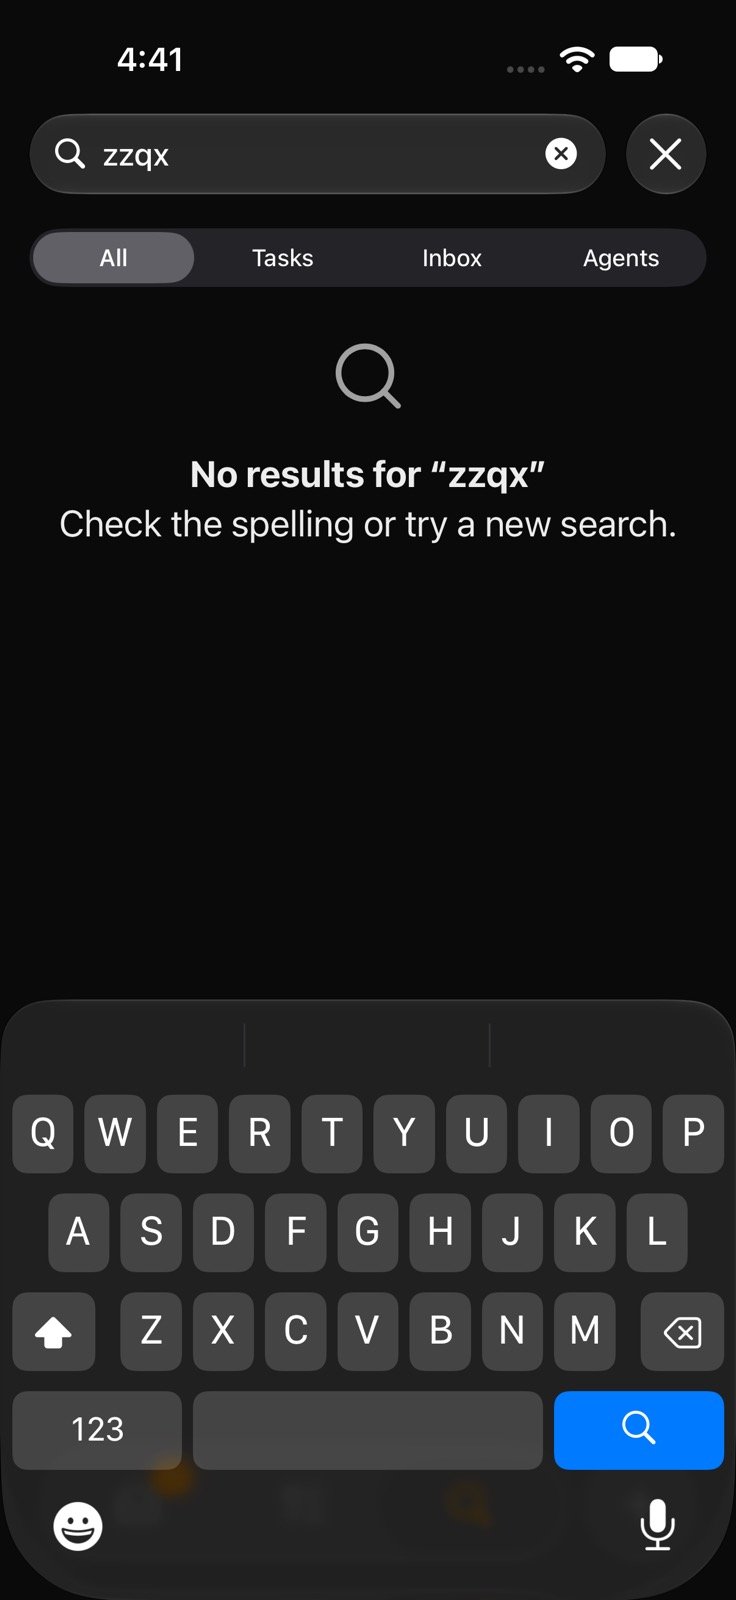 4:41
zzqx
All Tasks Inbox Agents
No results for “zzqx”
Check the spelling or try a new search.
Q W E R T Y U I O P
A S D F G H J K L
Z X C V B N M
123